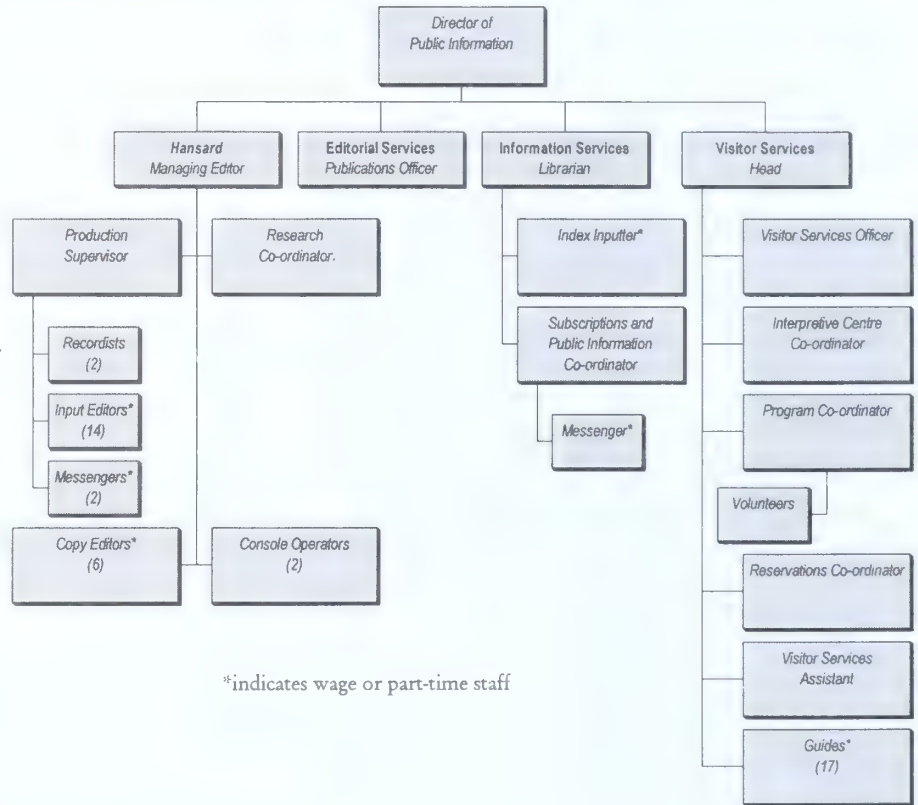 Director of
Public Information
Hansard
Managing Editor
Editorial Services
Publications Officer
Information Services
Librarian
Visitor Services
Head
Production
Supervisor
Research
Co-ordinator.
Recordists
(2)
Input Editors*
(14)
Messengers*
(2)
Copy Editors*
(6)
Console Operators
(2)
Index Inputter*
Subscriptions and
Public Information
Co-ordinator
Messenger*
Visitor Services Officer
Interpretive Centre
Co-ordinator
Program Co-ordinator
Volunteers
Reservations Co-ordinator
Visitor Services
Assistant
Guides*
(17)
*indicates wage or part-time staff